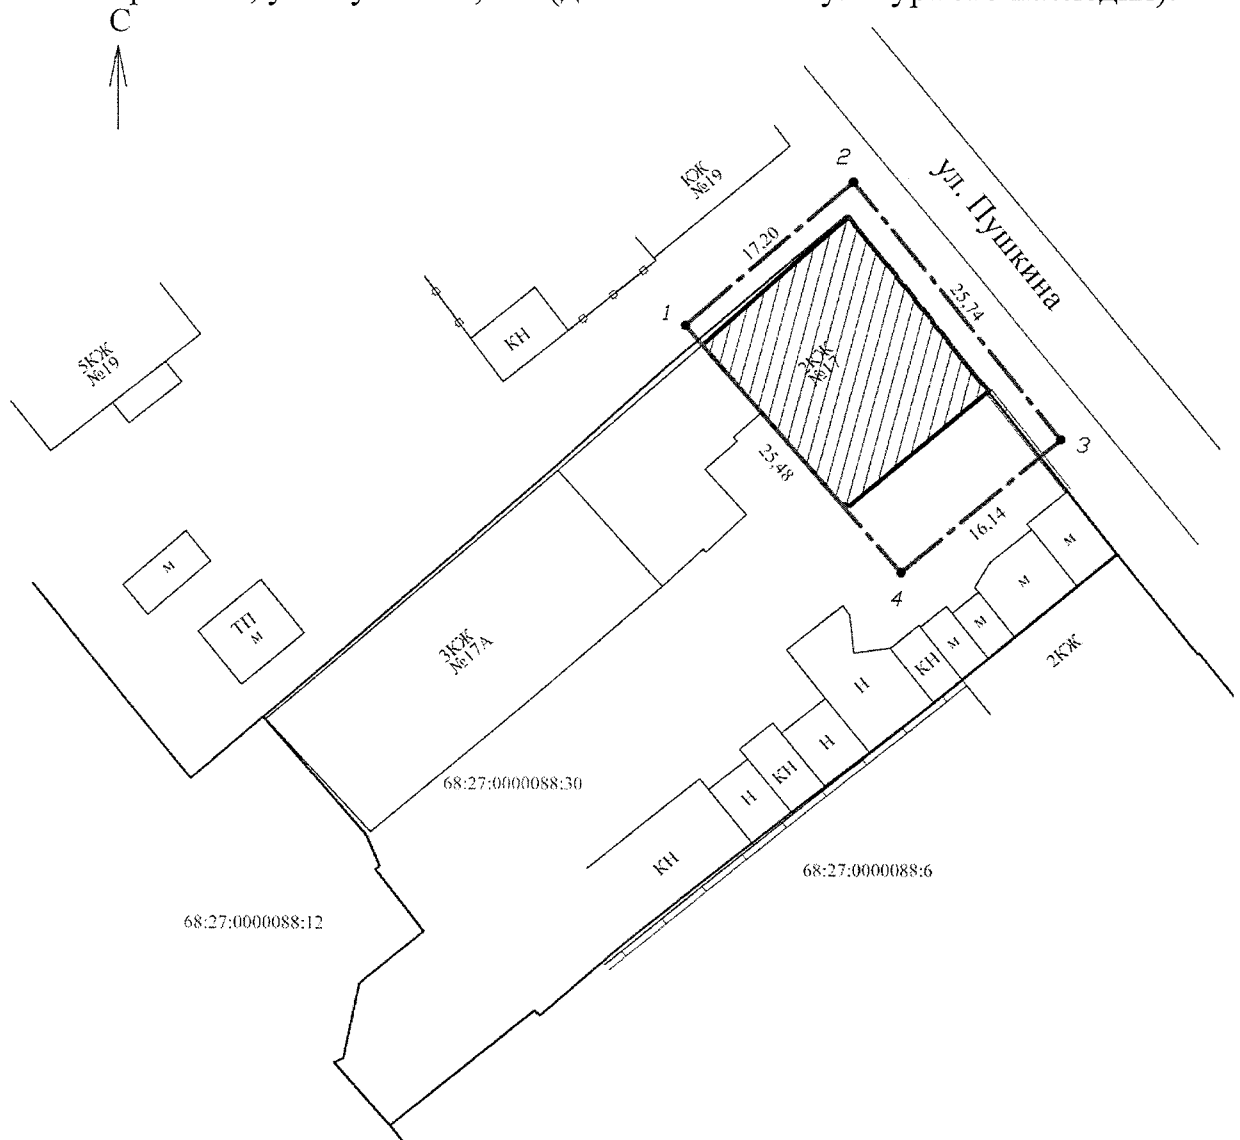 С
2
ул. Пушкина
КЖ
№19
17,20
1
25,74
КН
5КЖ
№19
2КЖ
№17
3
25,48
16,14
м
м
м
4
ТП
м
3КЖ
№17А
м
м
КН
2КЖ
Н
Н
КН
Н
КН
68:27:0000088:30
68:27:0000088:6
68:27:0000088:12